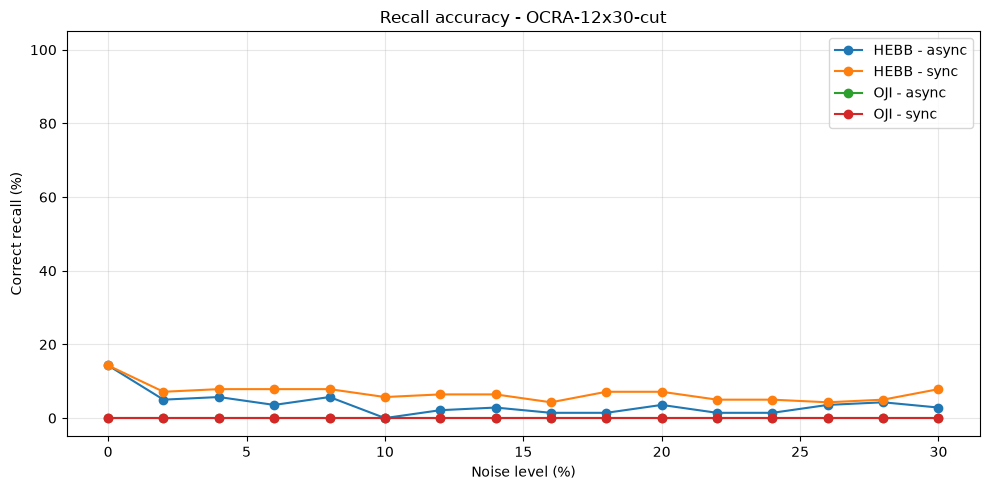 Recall accuracy - OCRA-12x30-cut
HEBB - async
HEBB - sync
OJI - async
OJI - sync
Correct recall (%)
100
80
60
40
20
0
0 5 10 15 20 25 30
Noise level (%)